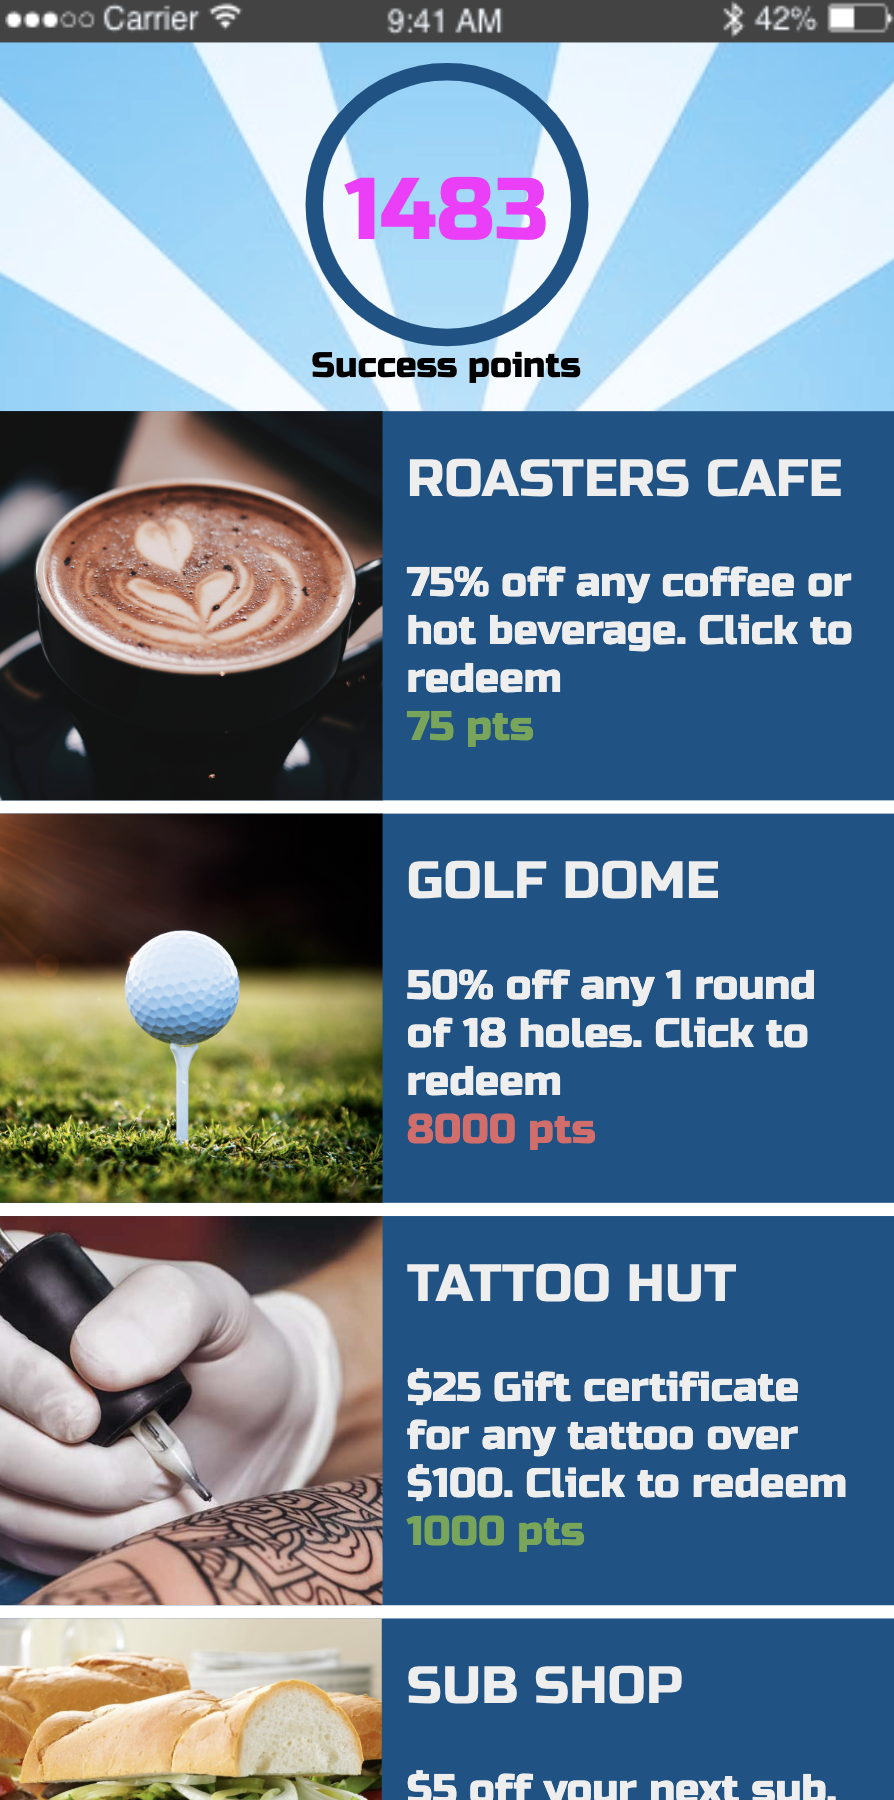 Carrier 9:41 AM 42%
1483
Success points
ROASTERS CAFE
75% off any coffee or
hot beverage. Click to
redeem
75 pts
GOLF DOME
50% off any 1 round
of 18 holes. Click to
redeem
8000 pts
TATTOO HUT
$25 Gift certificate
for any tattoo over
$100. Click to redeem
1000 pts
SUB SHOP
$5 off your next sub.